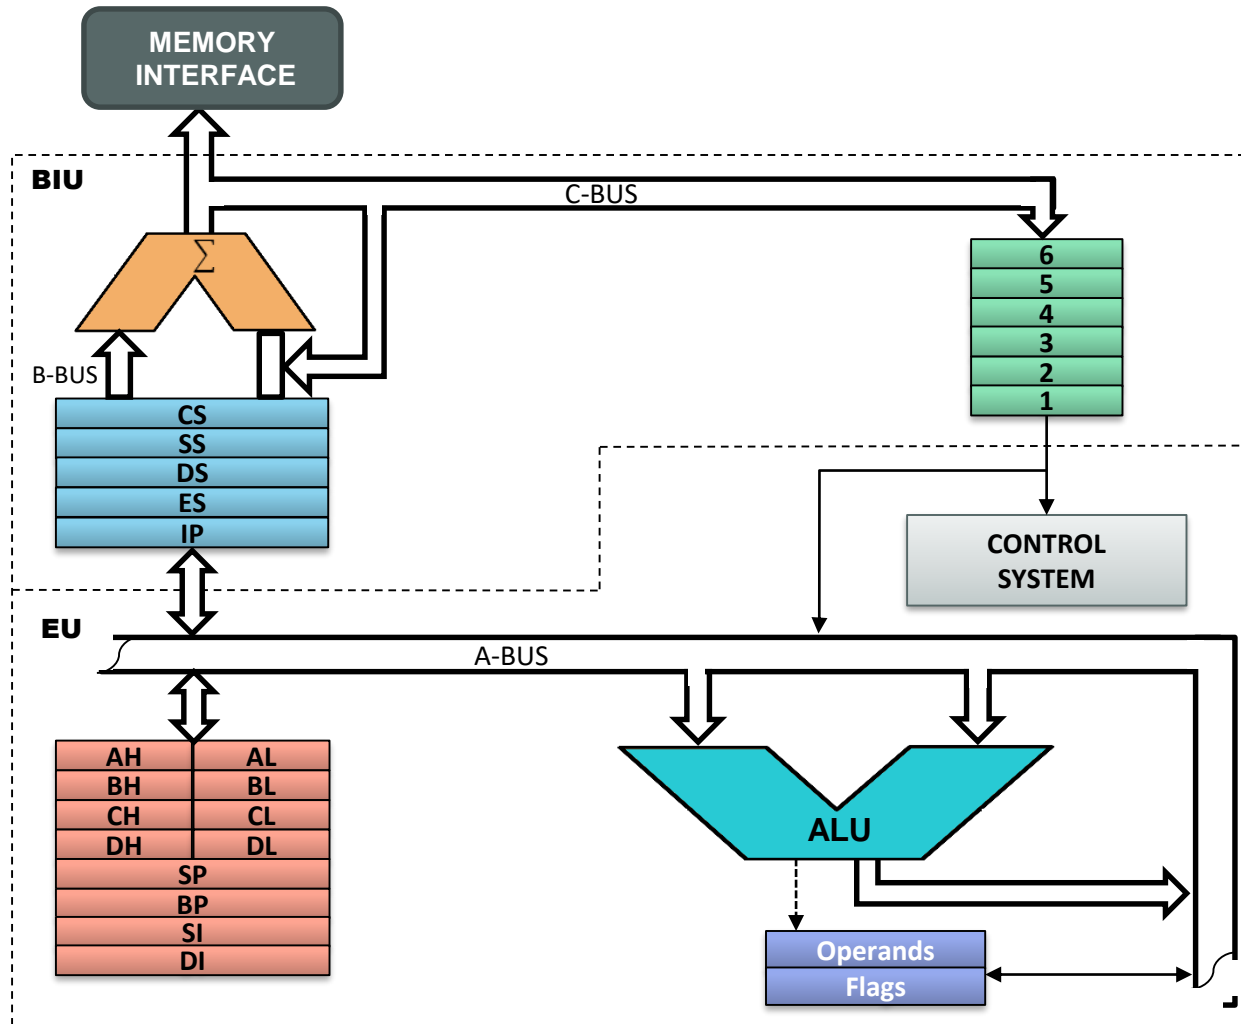 MEMORY
INTERFACE
BIU
C-BUS
Σ
6
5
4
3
2
1
B-BUS
CS
SS
DS
ES
IP
CONTROL
SYSTEM
EU
A-BUS
AH AL
BH BL
CH CL
DH DL
SP
BP
SI
DI
ALU
Operands
Flags